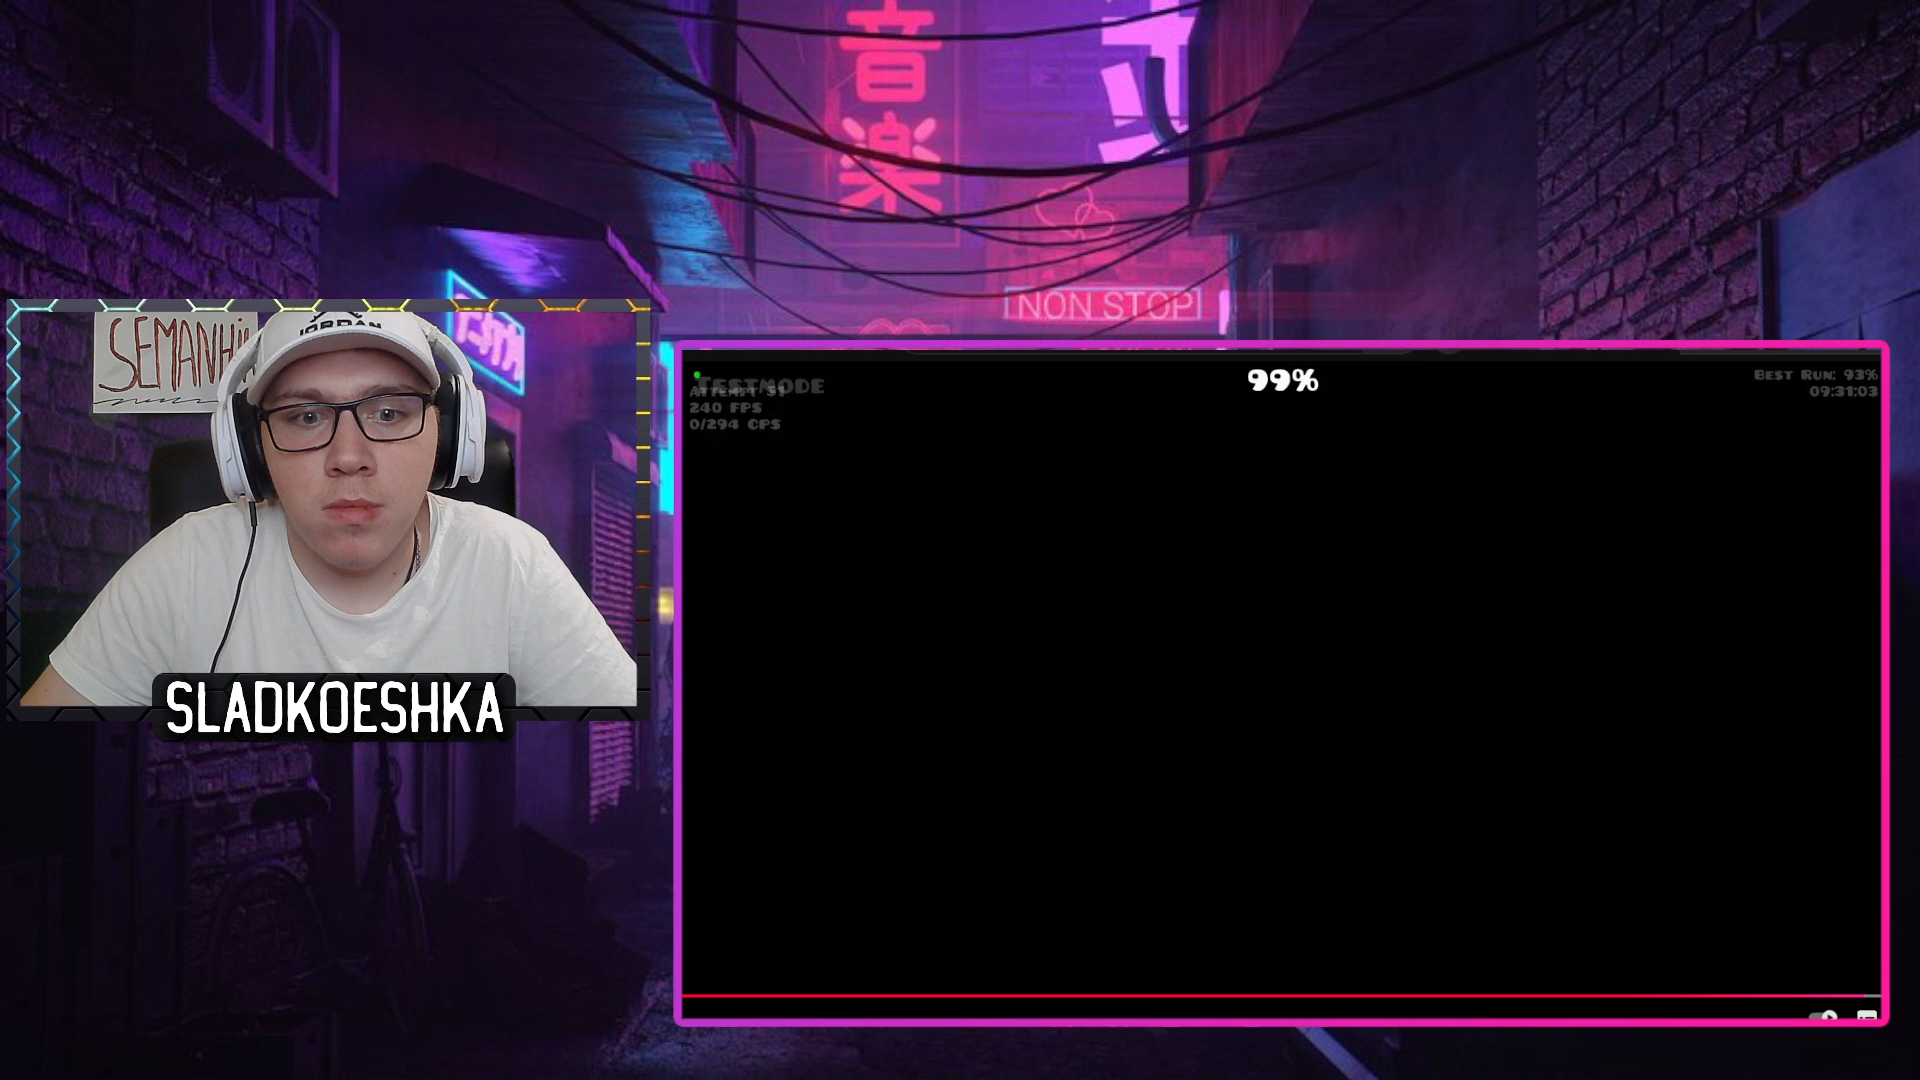 音楽
NON STOP
JORDAN
SEMANH
SLADKOESHKA
TESTMODE
99%
BEST RUN: 93%
09:31:03
240 FPS
0/294 CPS